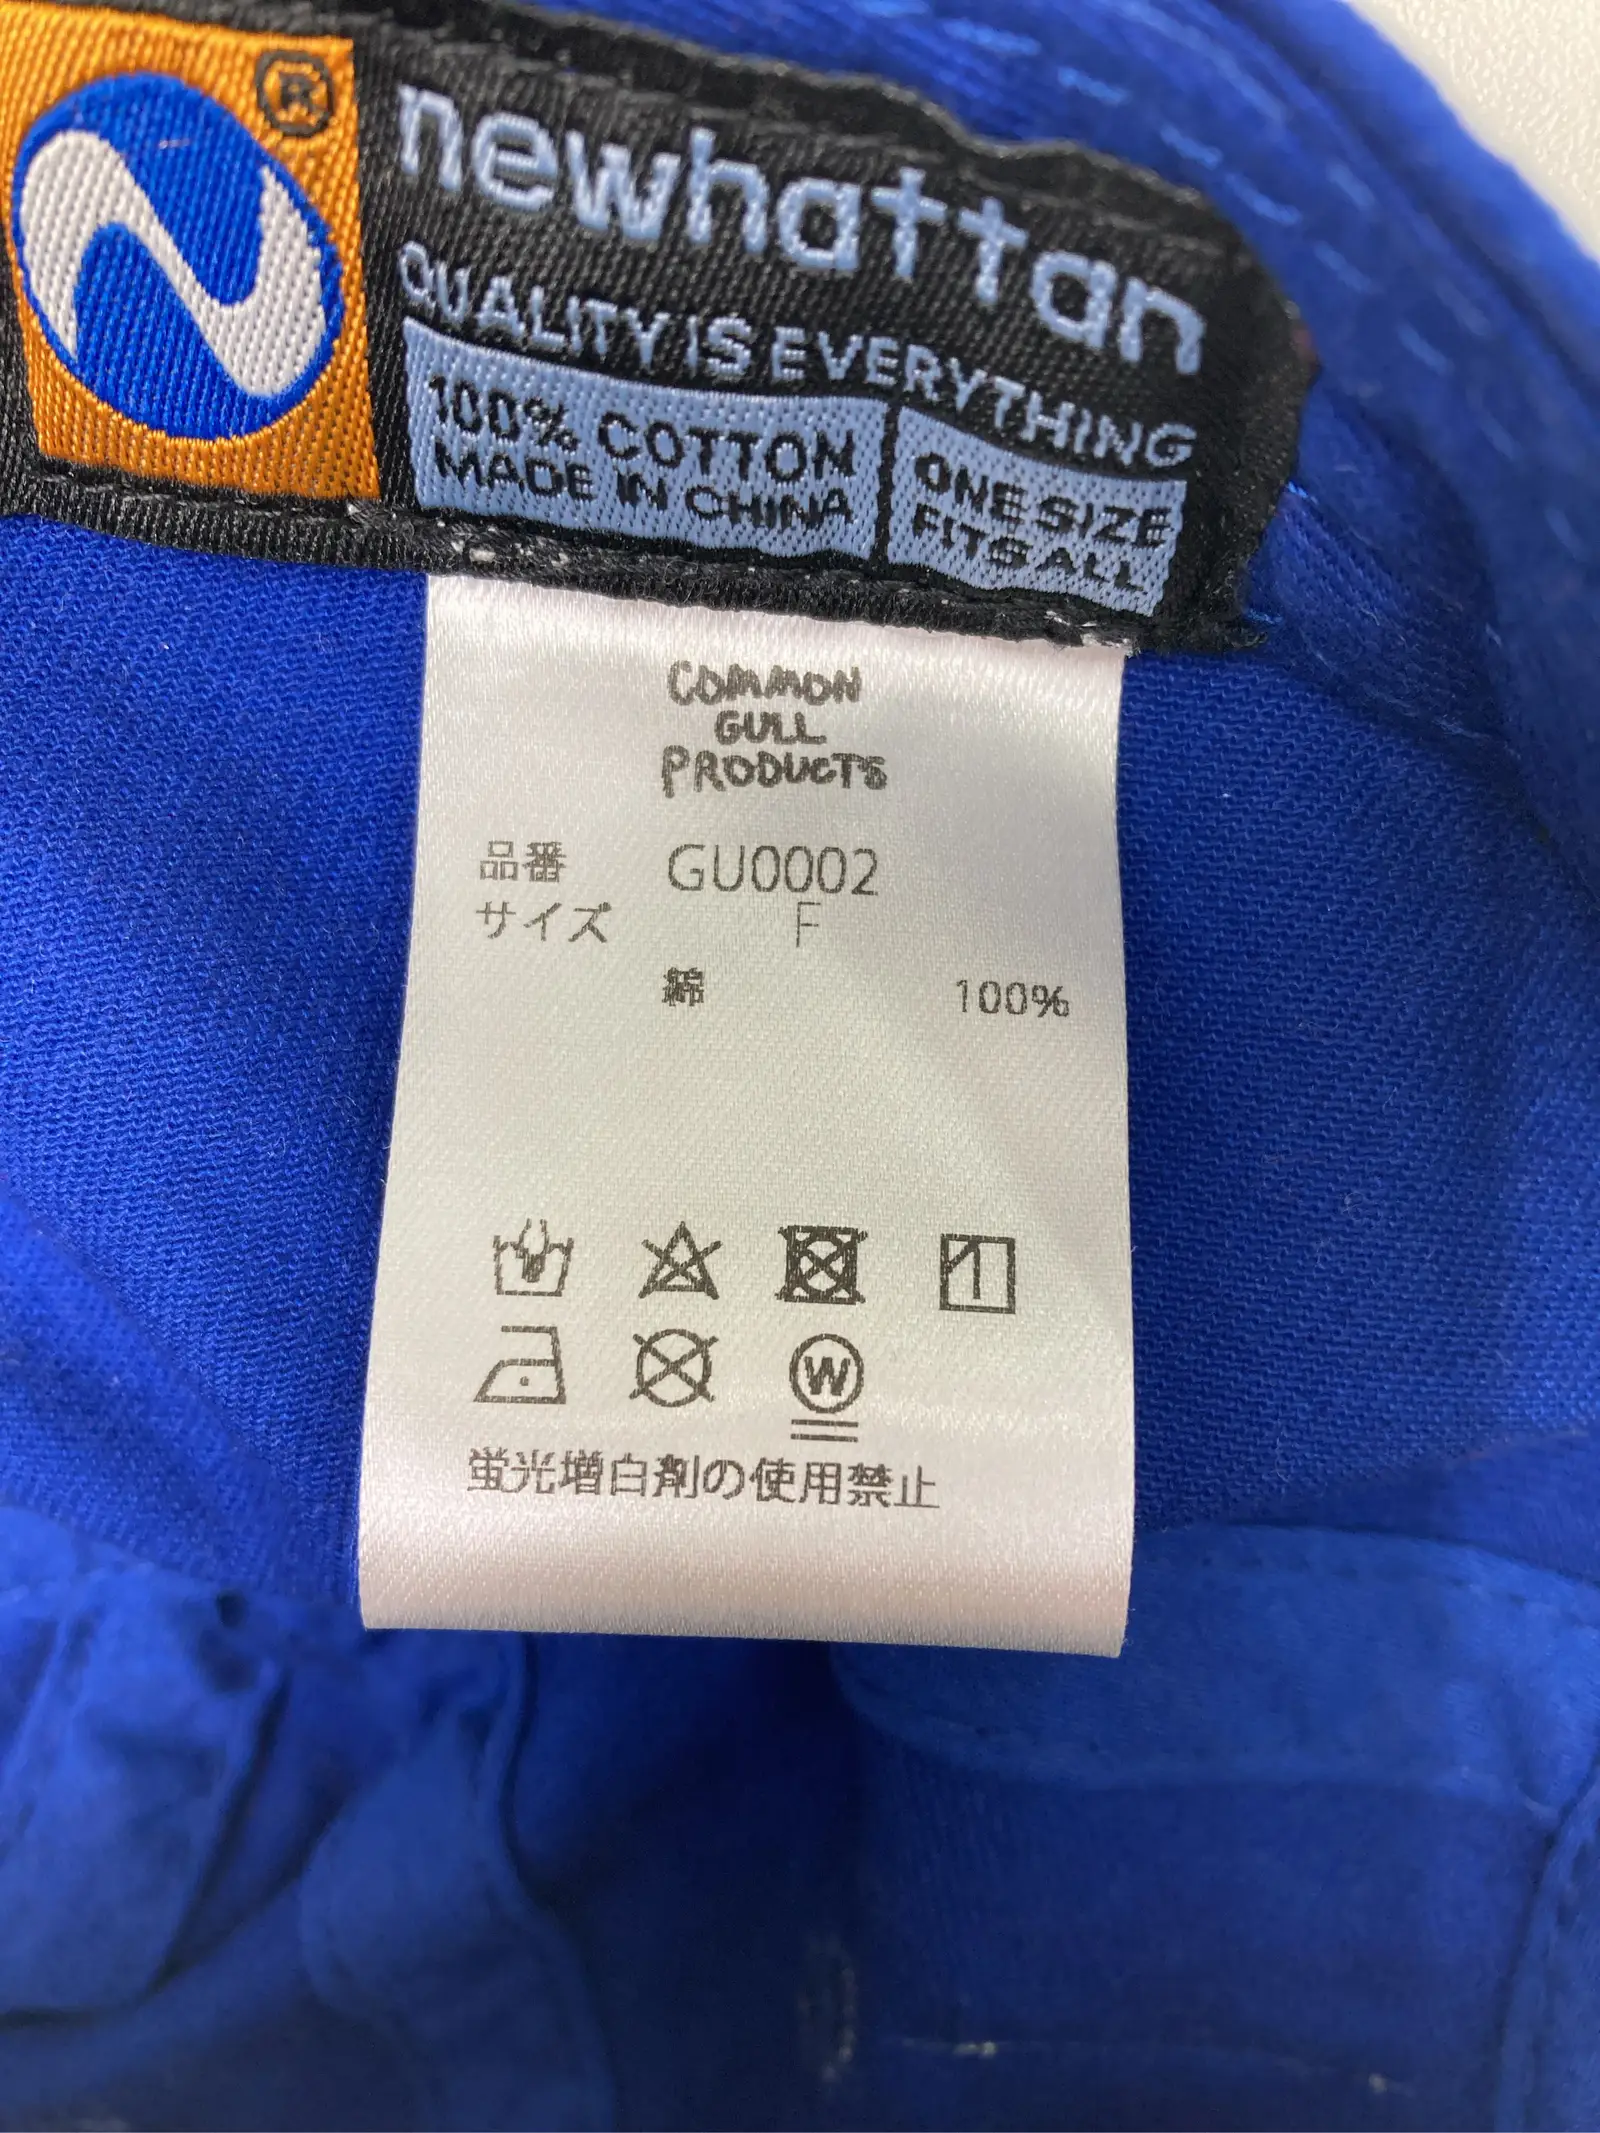 ®
newhattan
QUALITY IS EVERYTHING
100% COTTON
MADE IN CHINA
ONE SIZE
FITS ALL
COMMON
GULL
PRODUCTS
品番 GU0002
サイズ F
綿 100%
W
蛍光増白剤の使用禁止